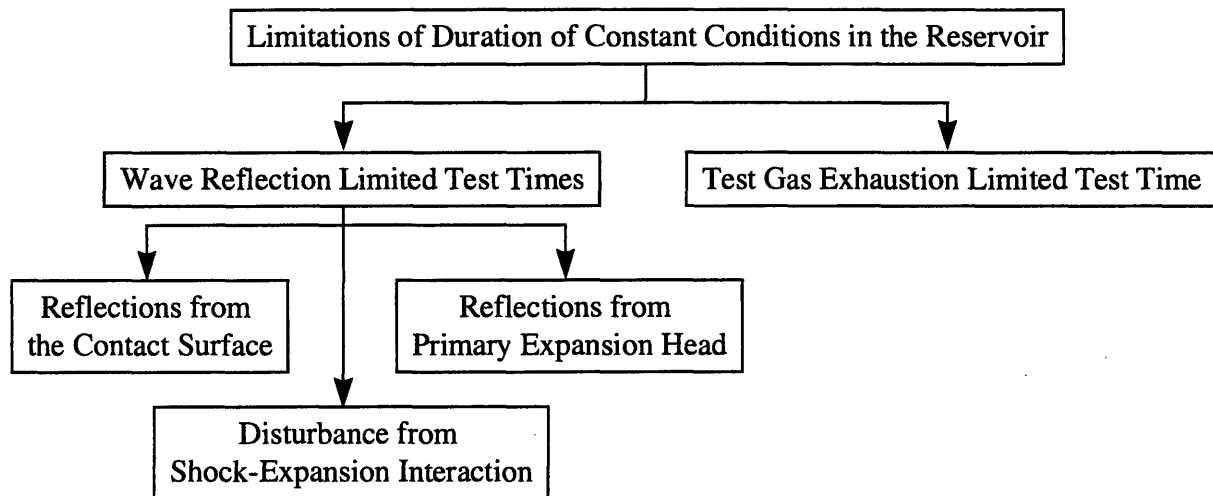 Limitations of Duration of Constant Conditions in the Reservoir
Wave Reflection Limited Test Times
Test Gas Exhaustion Limited Test Time
Reflections from
the Contact Surface
Reflections from
Primary Expansion Head
Disturbance from
Shock-Expansion Interaction